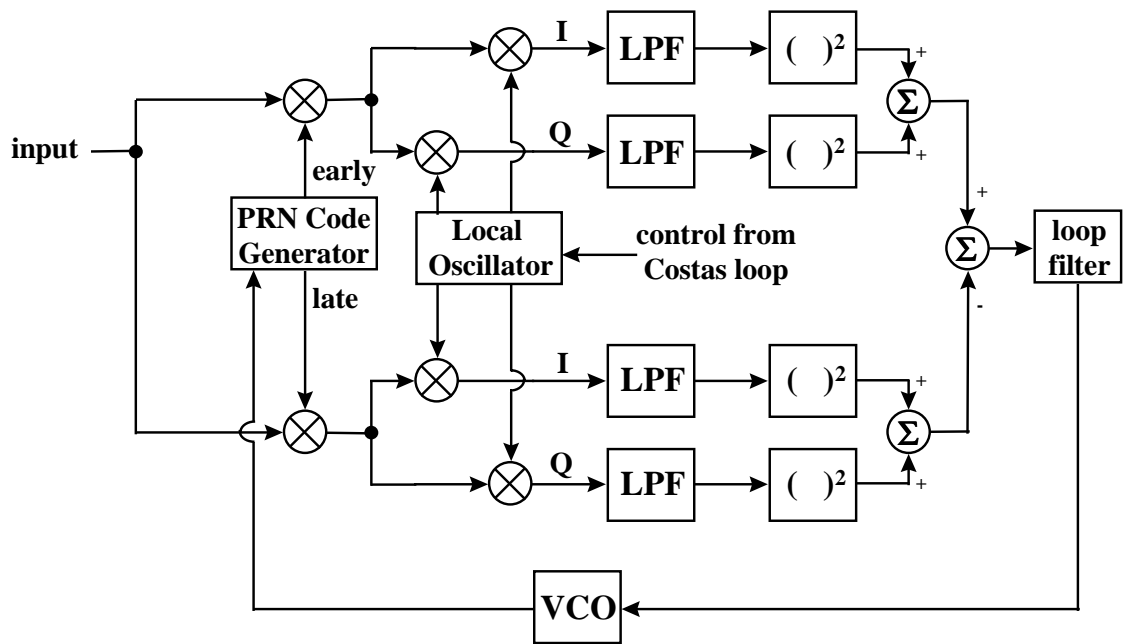 I
LPF
( )²
+
Σ
+
input
early
Q
LPF
( )²
PRN Code
Generator
Local
Oscillator
control from
Costas loop
+
Σ
loop
filter
-
late
I
LPF
( )²
+
Σ
+
Q
LPF
( )²
VCO